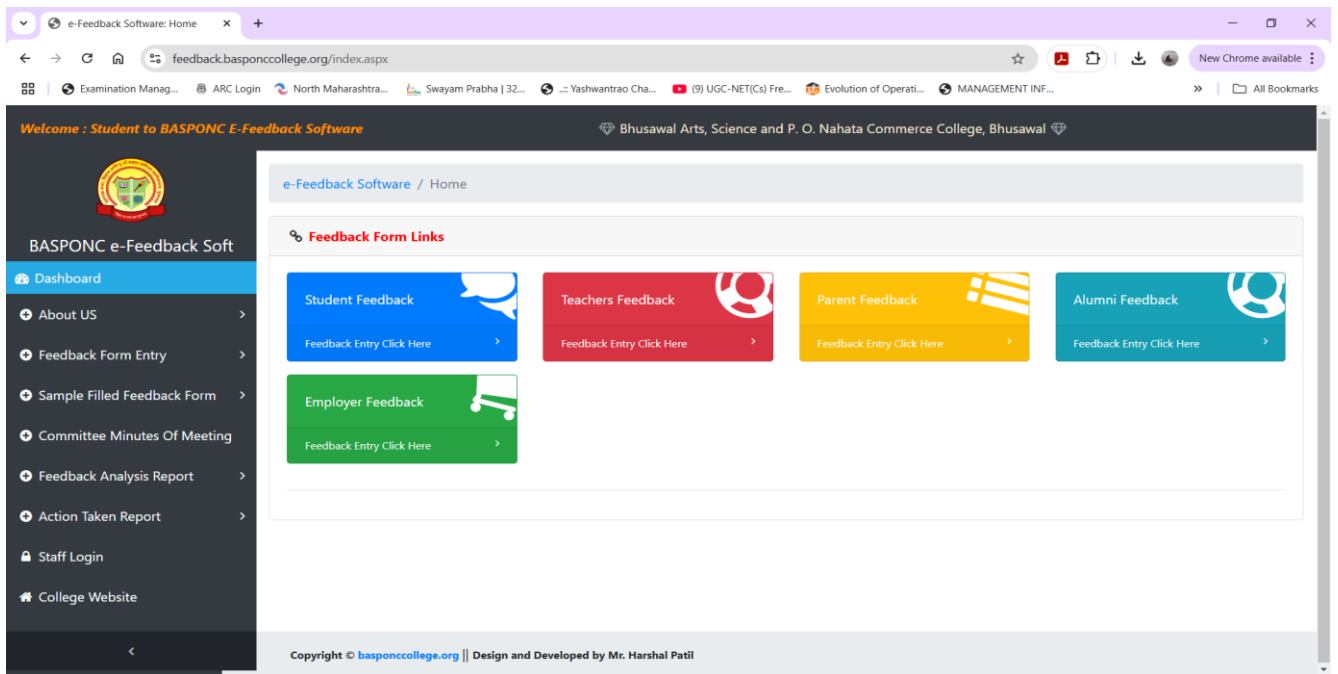 e-Feedback Software: Home
feedback.basponccollege.org/index.aspx
New Chrome available
Examination Manag... ARC Login North Maharashtra... Swayam Prabha | 32... ..:: Yashwantrao Cha... (9) UGC-NET(Cs) Fre... Evolution of Operati... MANAGEMENT INF... » All Bookmarks
Welcome : Student to BASPONC E-Feedback Software
Bhusawal Arts, Science and P. O. Nahata Commerce College, Bhusawal
BASPONC e-Feedback Soft
Dashboard
About US
Feedback Form Entry
Sample Filled Feedback Form
Committee Minutes Of Meeting
Feedback Analysis Report
Action Taken Report
Staff Login
College Website
e-Feedback Software / Home
Feedback Form Links
Student Feedback
Feedback Entry Click Here
Teachers Feedback
Feedback Entry Click Here
Parent Feedback
Feedback Entry Click Here
Alumni Feedback
Feedback Entry Click Here
Employer Feedback
Feedback Entry Click Here
Copyright © basponccollege.org || Design and Developed by Mr. Harshal Patil